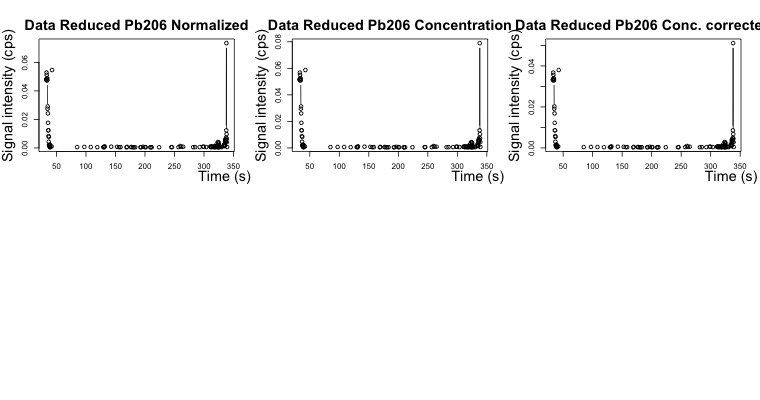 Data Reduced Pb206 Normalized
Signal intensity (cps)
0.00 0.02 0.04 0.06
50 100 150 200 250 300 350
Time (s)
Data Reduced Pb206 Concentration
Signal intensity (cps)
0.00 0.02 0.04 0.06 0.08
50 100 150 200 250 300 350
Time (s)
Data Reduced Pb206 Conc. correcte
Signal intensity (cps)
0.00 0.02 0.04
50 100 150 200 250 300 350
Time (s)